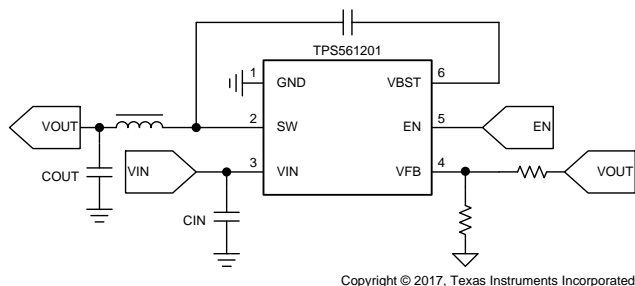 TPS561201
1
GND
VBST
6
VOUT
2
SW
EN
5
EN
COUT
VIN
3
VIN
VFB
4
VOUT
CIN
Copyright © 2017, Texas Instruments Incorporated